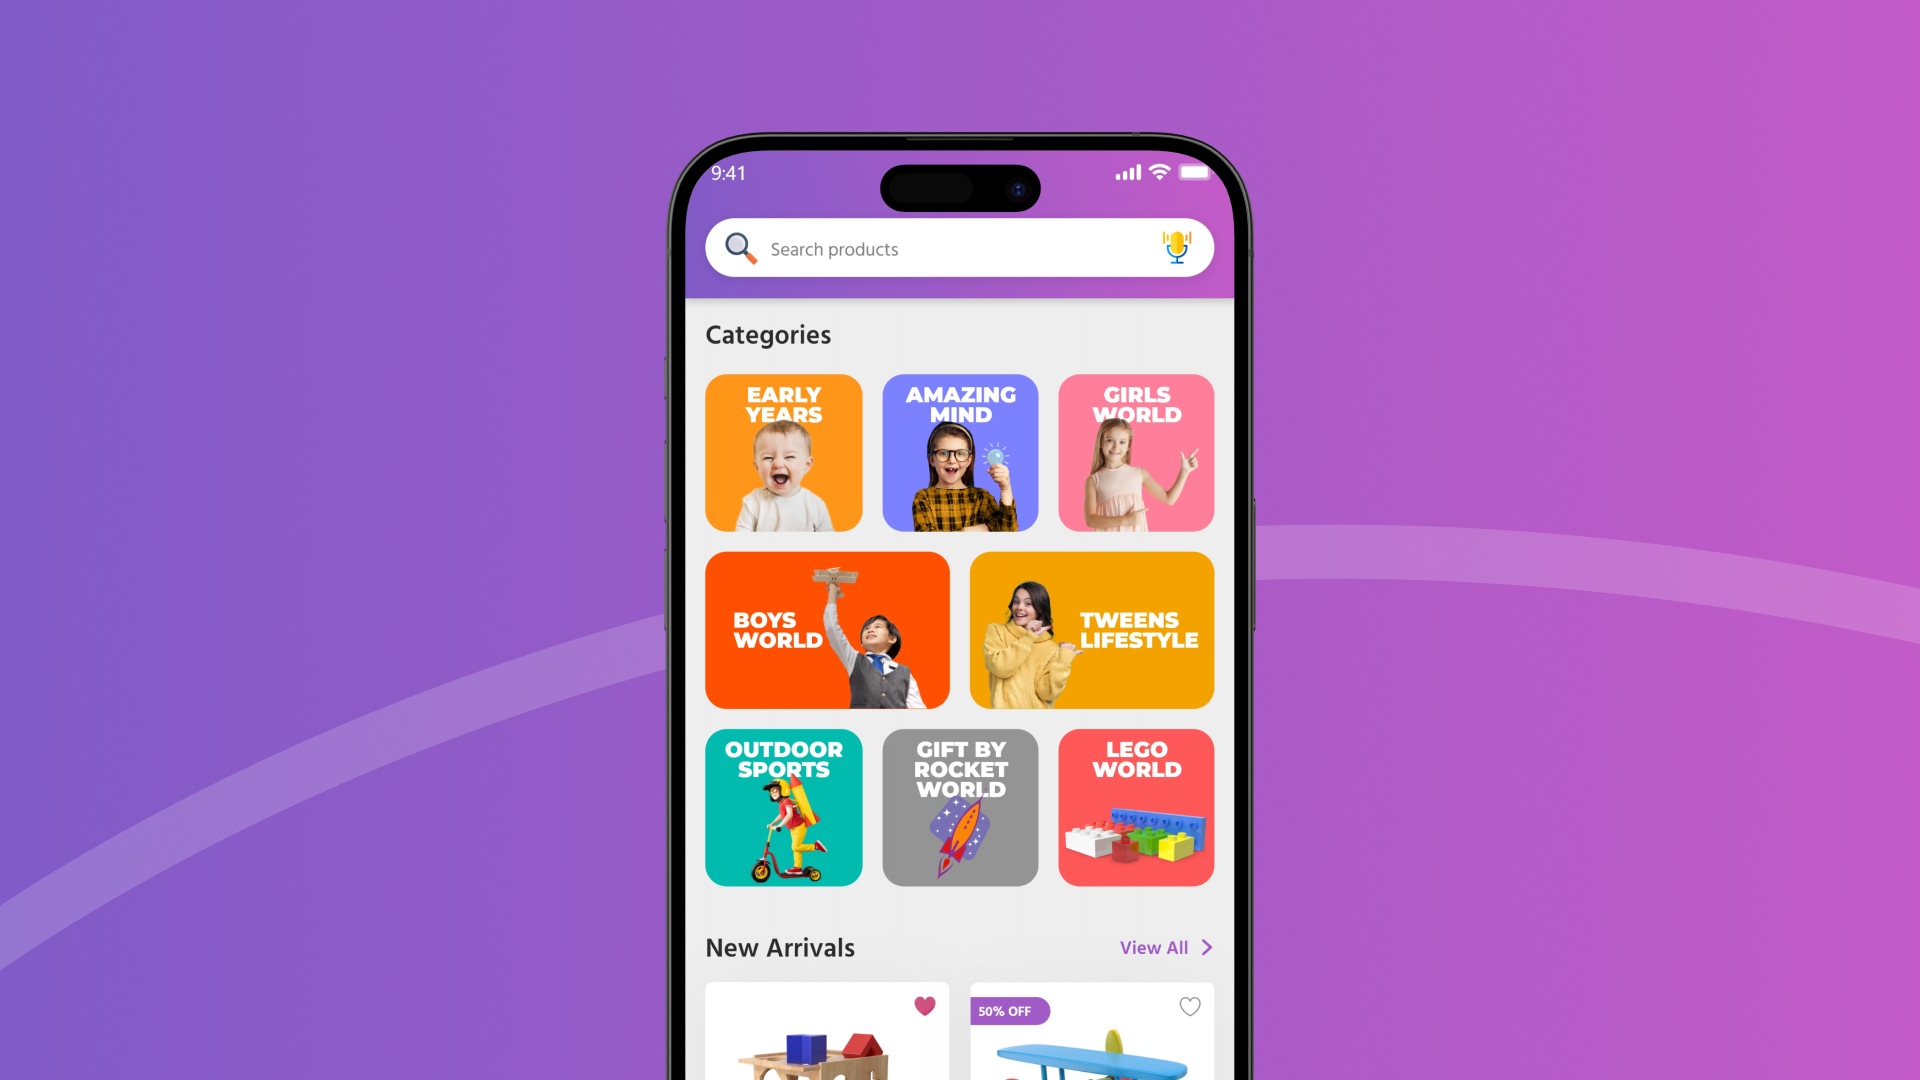 9:41
Search products
Categories
EARLY
YEARS
AMAZING
MIND
GIRLS
WORLD
BOYS
WORLD
TWEENS
LIFESTYLE
OUTDOOR
SPORTS
GIFT BY
ROCKET
WORLD
LEGO
WORLD
New Arrivals
View All
50% OFF